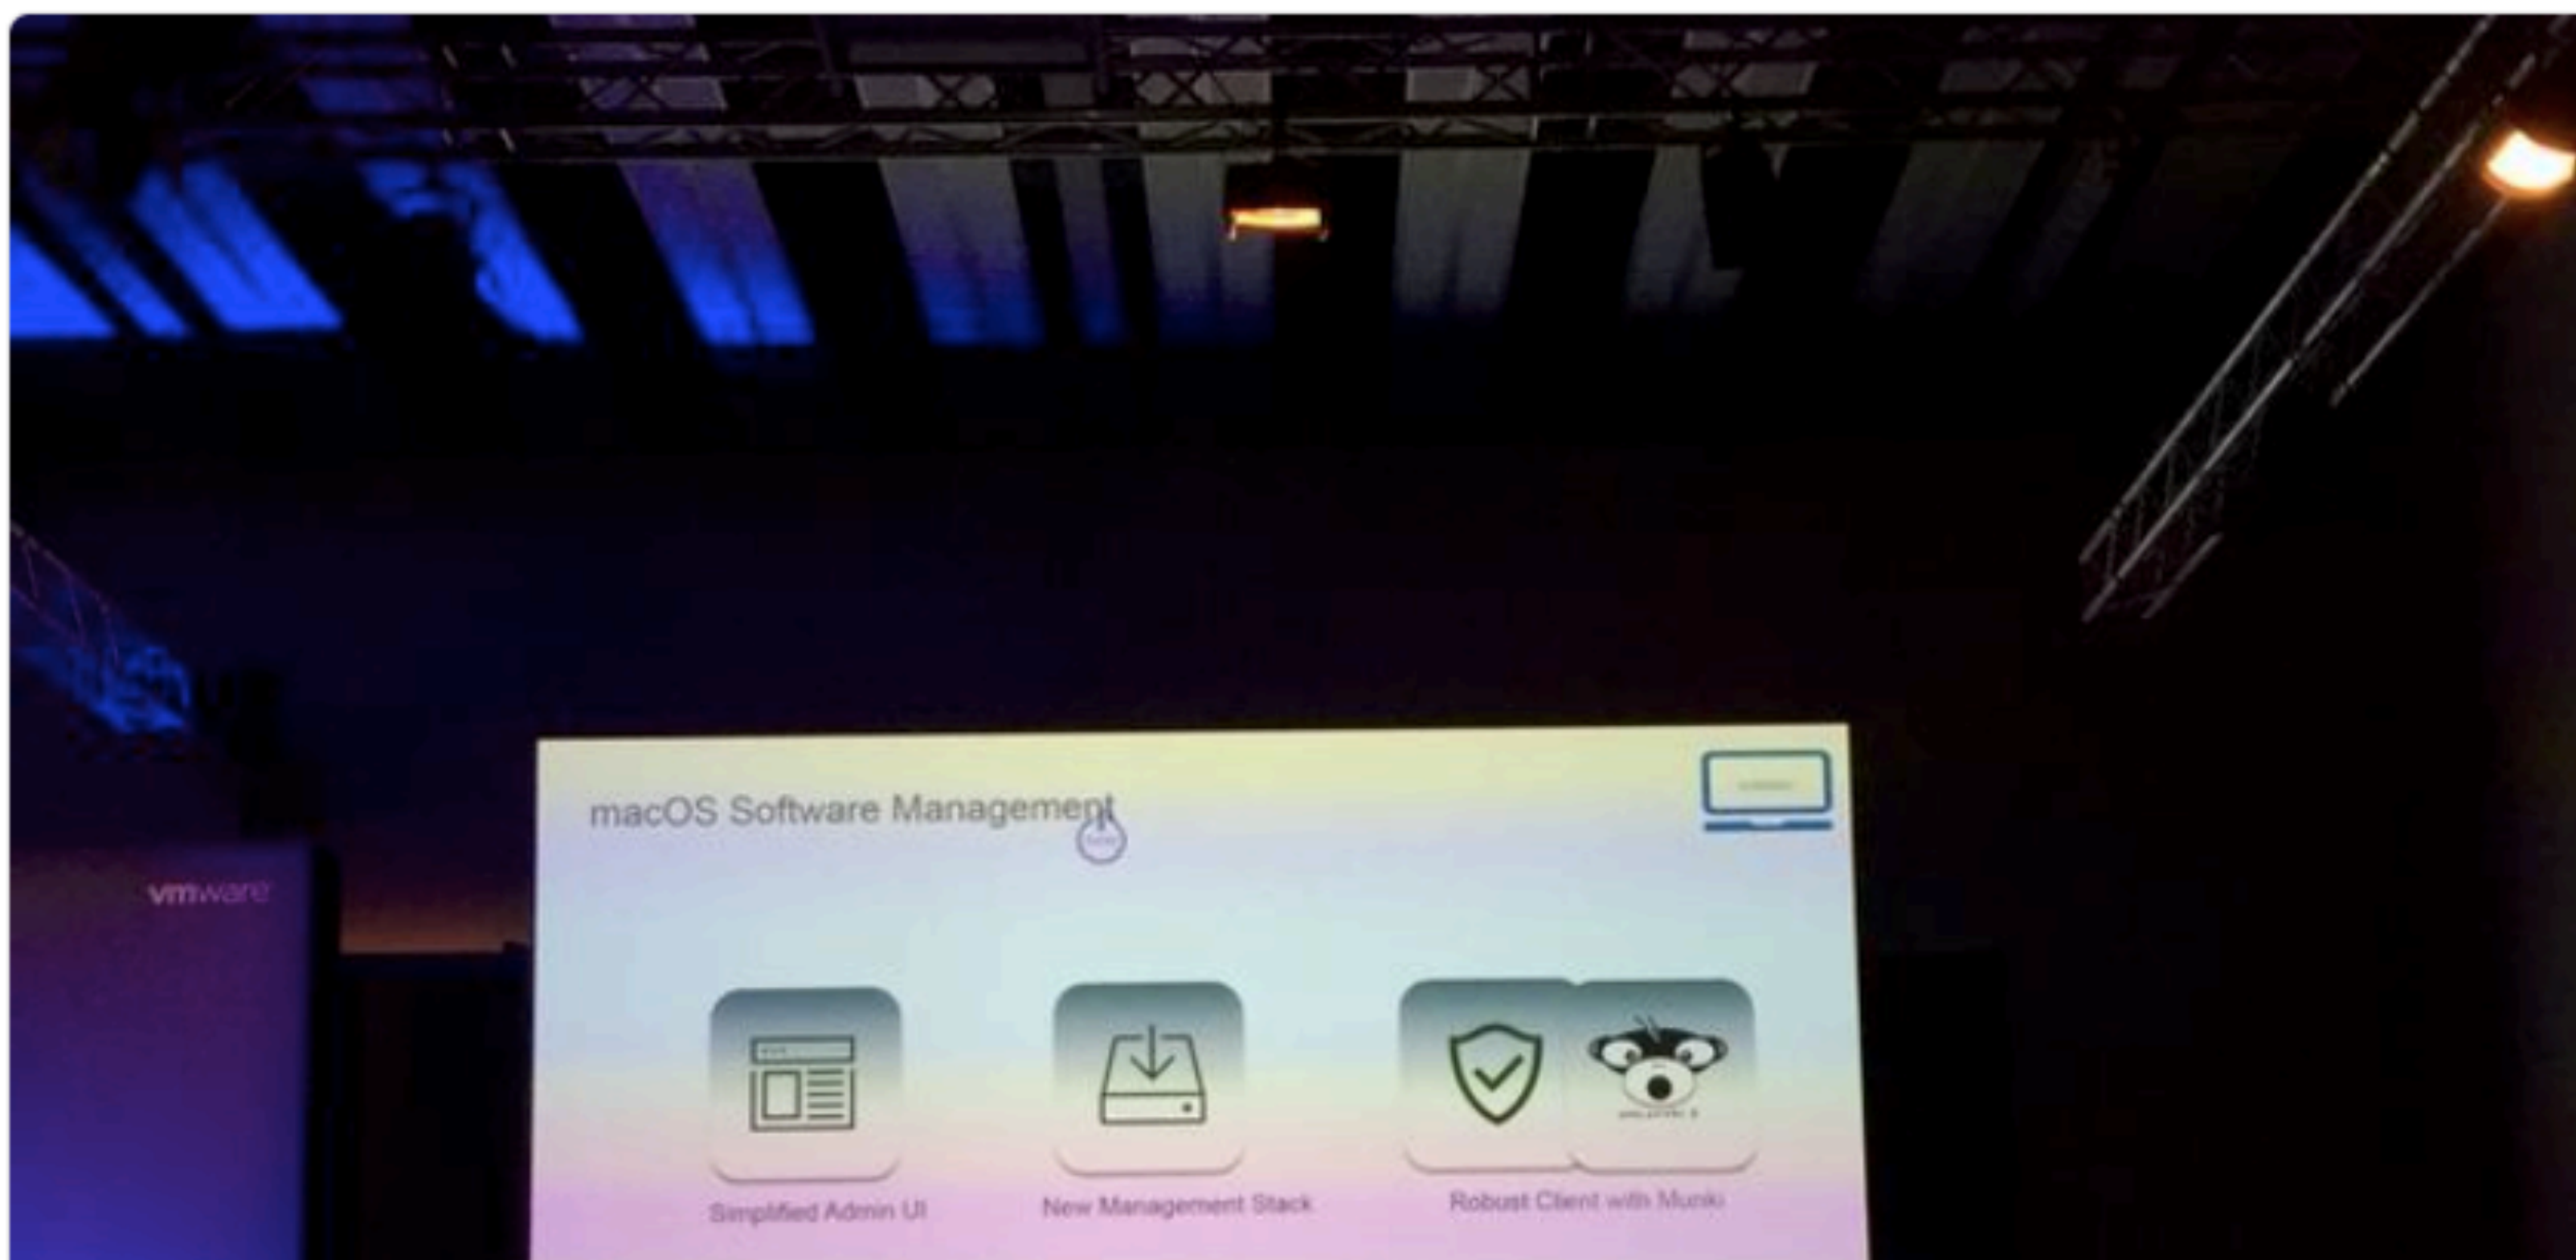 macOS Software Management
vmware
Simplified Admin UI
New Management Stack
Robust Client with Munki